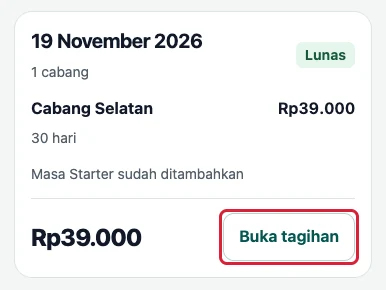 19 November 2026
Lunas
1 cabang
Cabang Selatan Rp39.000
30 hari
Masa Starter sudah ditambahkan
Rp39.000 Buka tagihan